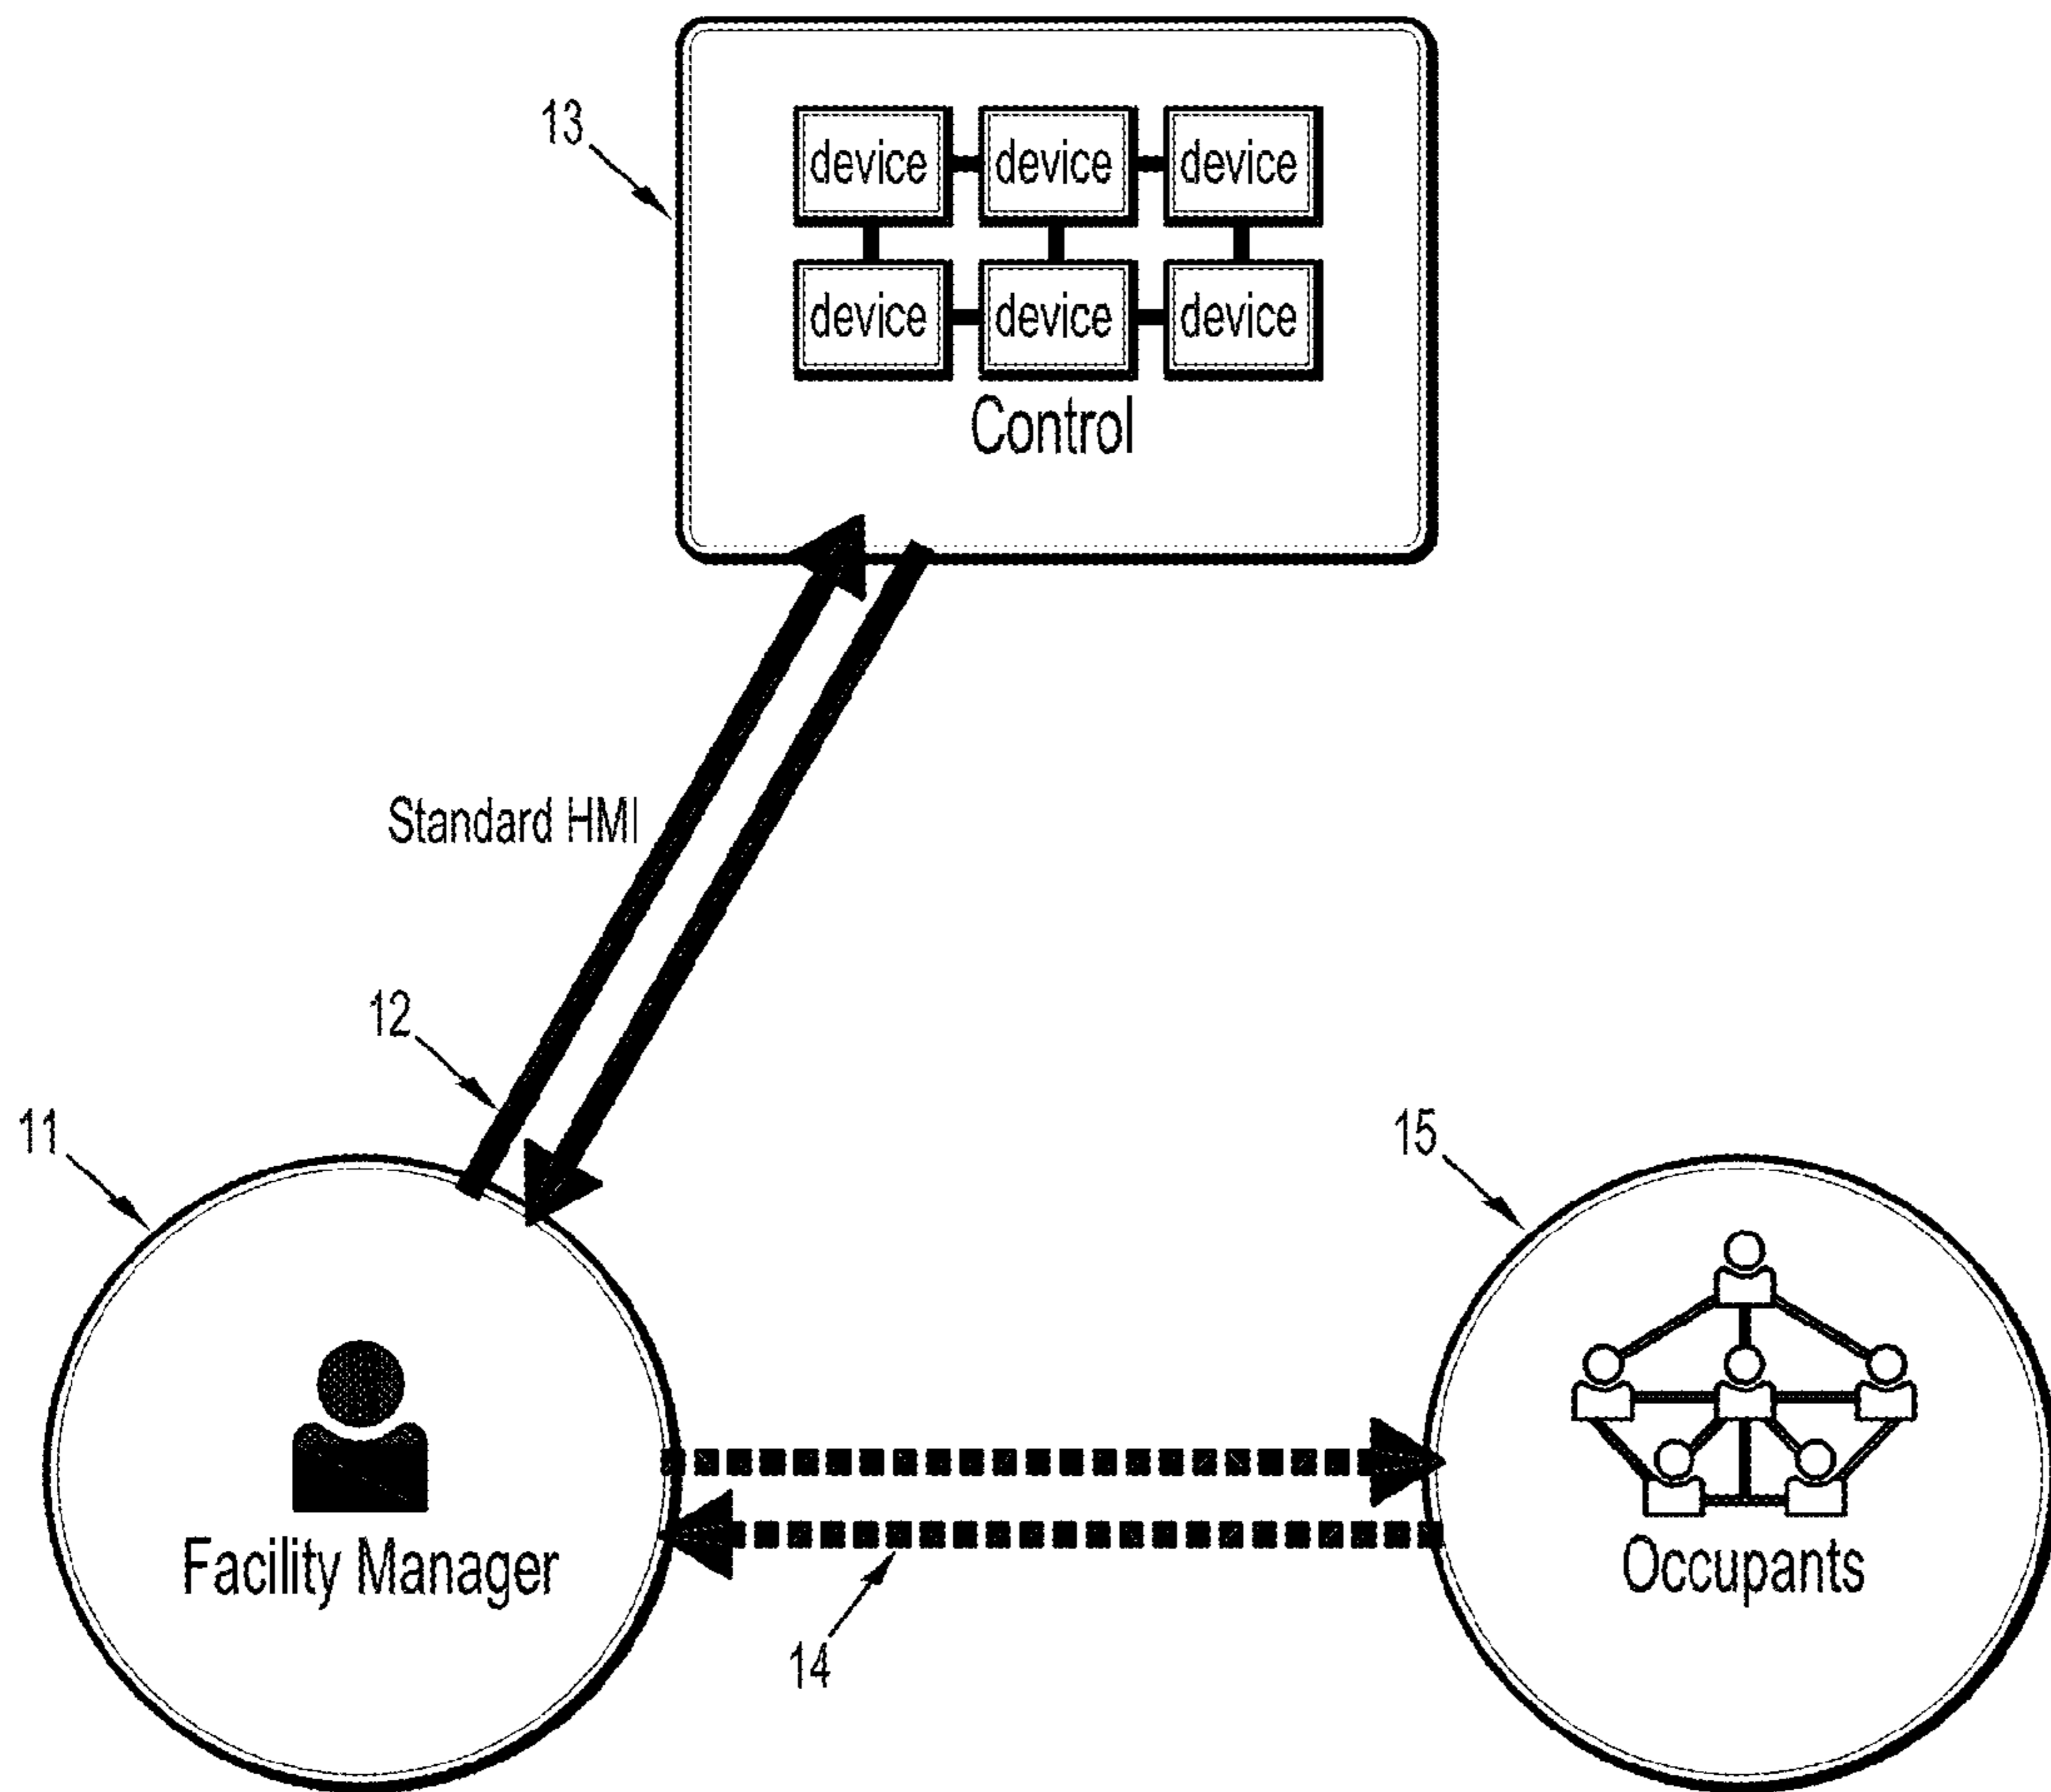 13
device device device
device device device
Control
Standard HMI
12
11
15
Facility Manager
Occupants
14